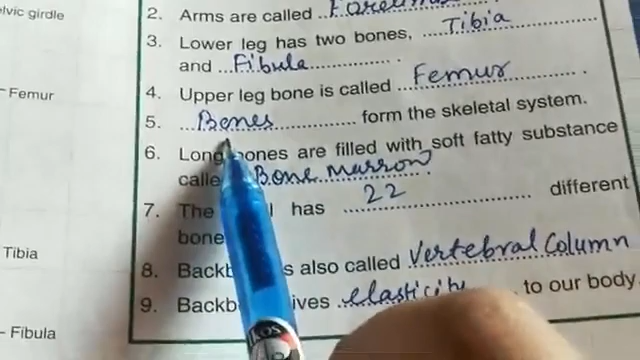 elvic girdle
2. Arms are called ..
3. Lower leg has two bones, Tibia
and Fibula .
– Femur
4. Upper leg bone is called Femur .
5. Bones form the skeletal system.
6. Long bones are filled with soft fatty substance
calle Bone Marrow .
7. The l has 22 different
bone
Tibia
8. Backb s also called Vertebral Column
9. Backb ives elasticity to our body.
– Fibula
KOS